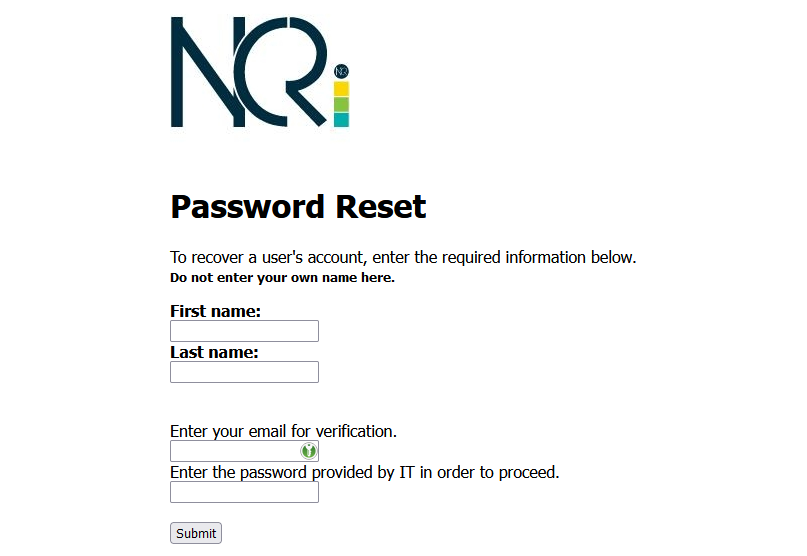 NCRi
NCR
Password Reset
To recover a user's account, enter the required information below.
Do not enter your own name here.
First name:
Last name:
Enter your email for verification.
Enter the password provided by IT in order to proceed.
Submit